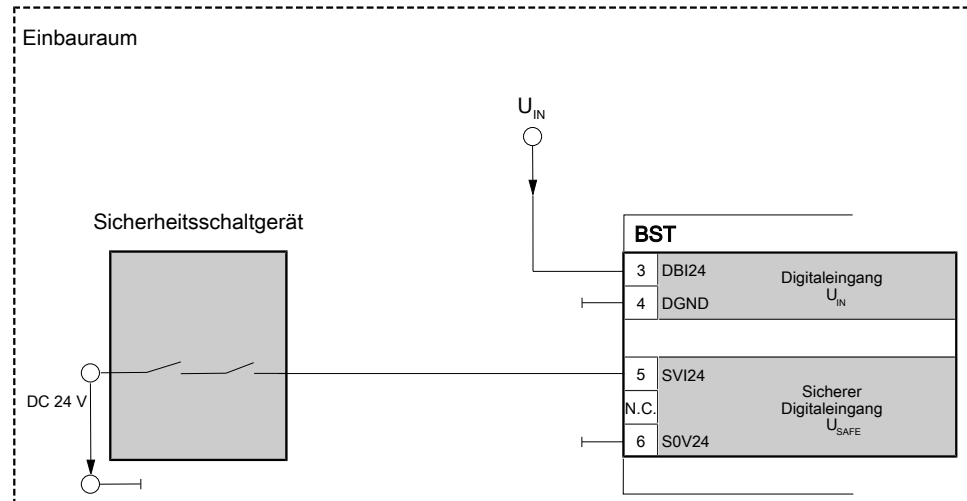 Einbauraum
U_IN
Sicherheitsschaltgerät
BST
3 DBI24
Digitaleingang
U_IN
4 DGND
DC 24 V
5 SVI24
N.C.
Sicherer
Digitaleingang
U_SAFE
6 S0V24